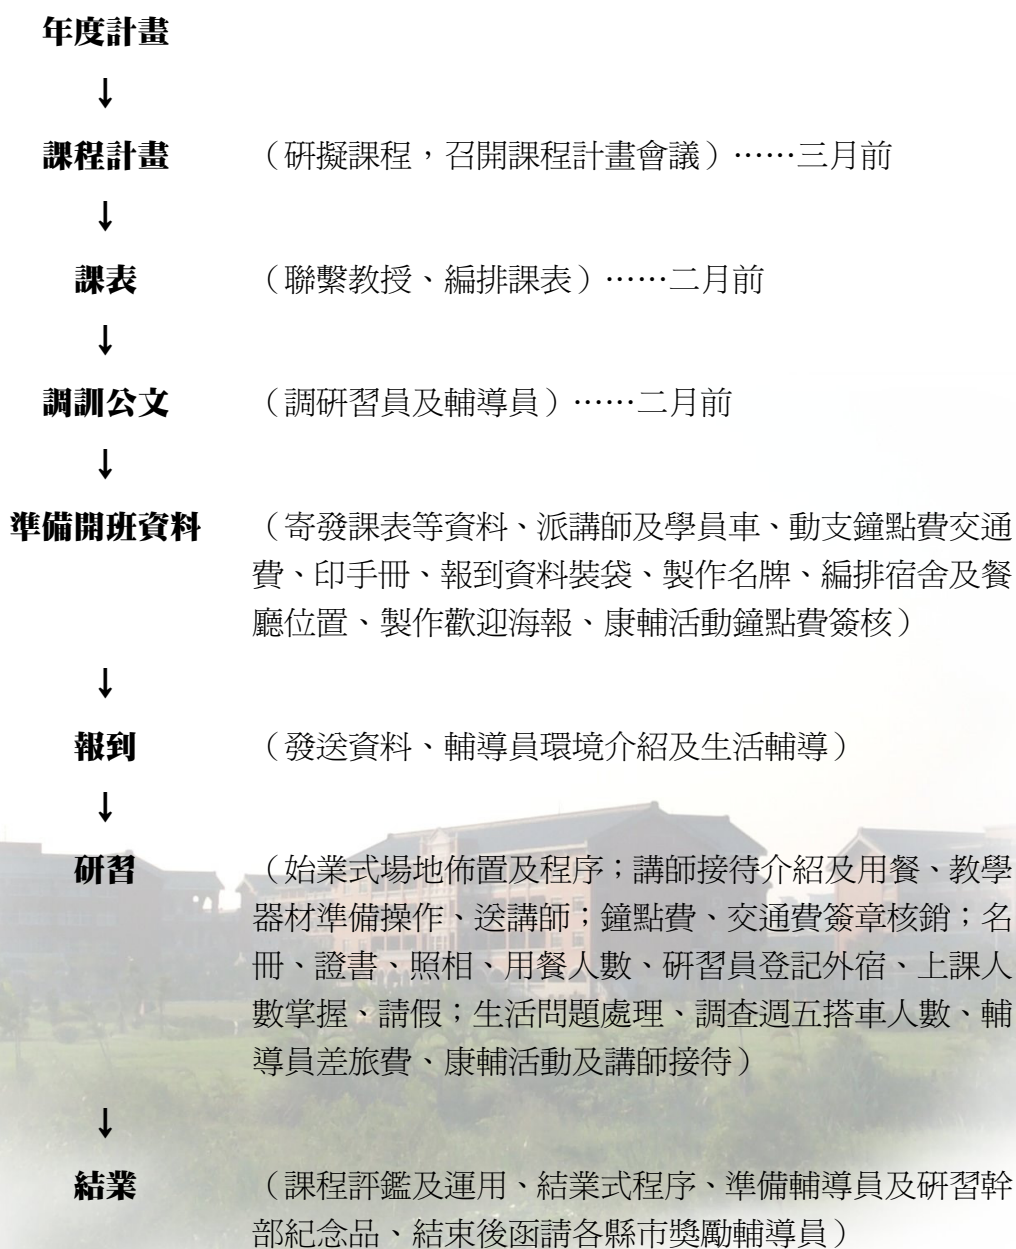 年度計畫
↓
課程計畫 （研擬課程，召開課程計畫會議）……三月前
↓
課表 （聯繫教授、編排課表）……二月前
↓
調訓公文 （調研習員及輔導員）……二月前
↓
準備開班資料 （寄發課表等資料、派講師及學員車、動支鐘點費交通
費、印手冊、報到資料裝袋、製作名牌、編排宿舍及餐
廳位置、製作歡迎海報、康輔活動鐘點費簽核）
↓
報到 （發送資料、輔導員環境介紹及生活輔導）
↓
研習 （始業式場地佈置及程序；講師接待介紹及用餐、教學
器材準備操作、送講師；鐘點費、交通費簽章核銷；名
冊、證書、照相、用餐人數、研習員登記外宿、上課人
數掌握、請假；生活問題處理、調查週五搭車人數、輔
導員差旅費、康輔活動及講師接待）
↓
結業 （課程評鑑及運用、結業式程序、準備輔導員及研習幹
部紀念品、結束後函請各縣市獎勵輔導員）